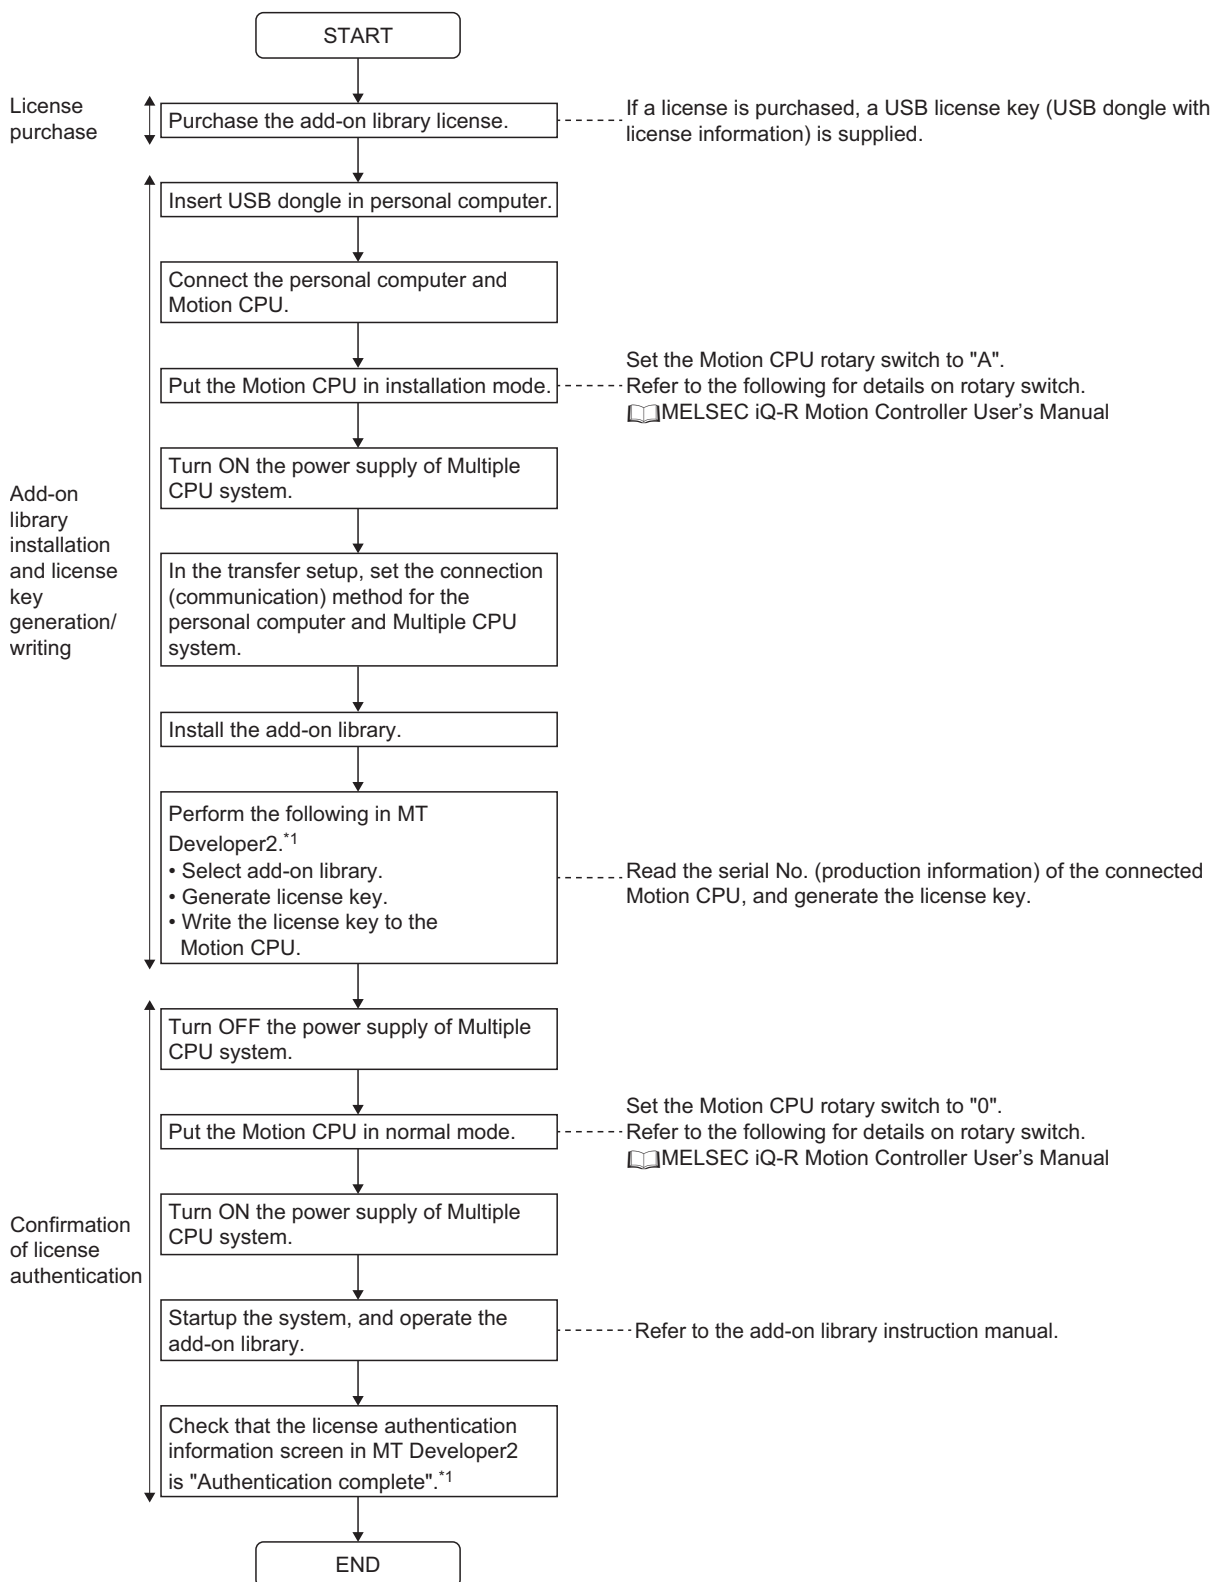 START
License
purchase
Purchase the add-on library license.
If a license is purchased, a USB license key (USB dongle with
license information) is supplied.
Insert USB dongle in personal computer.
Connect the personal computer and
Motion CPU.
Put the Motion CPU in installation mode.
Set the Motion CPU rotary switch to "A".
Refer to the following for details on rotary switch.
MELSEC iQ-R Motion Controller User's Manual
Turn ON the power supply of Multiple
CPU system.
Add-on
library
installation
and license
key
generation/
writing
In the transfer setup, set the connection
(communication) method for the
personal computer and Multiple CPU
system.
Install the add-on library.
Perform the following in MT
Developer2.*1
• Select add-on library.
• Generate license key.
• Write the license key to the
Motion CPU.
Read the serial No. (production information) of the connected
Motion CPU, and generate the license key.
Turn OFF the power supply of Multiple
CPU system.
Put the Motion CPU in normal mode.
Set the Motion CPU rotary switch to "0".
Refer to the following for details on rotary switch.
MELSEC iQ-R Motion Controller User's Manual
Turn ON the power supply of Multiple
CPU system.
Confirmation
of license
authentication
Startup the system, and operate the
add-on library.
Refer to the add-on library instruction manual.
Check that the license authentication
information screen in MT Developer2
is "Authentication complete".*1
END